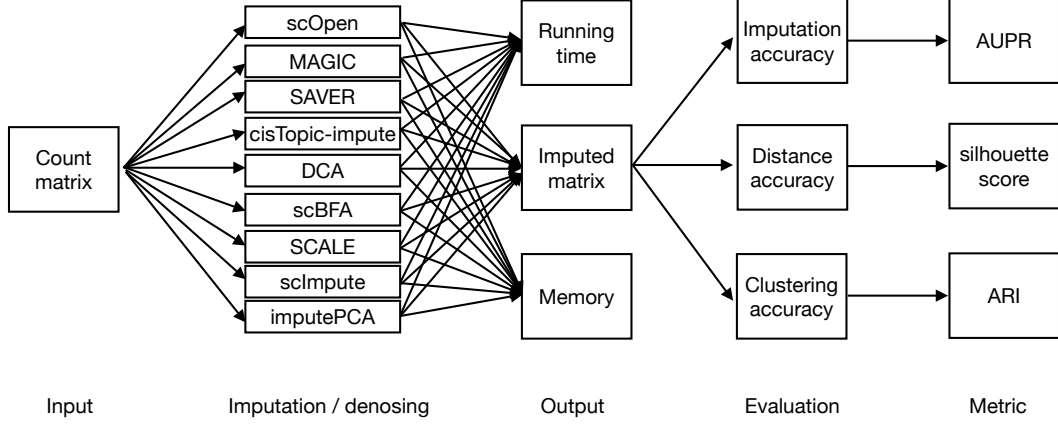 Count
matrix
scOpen
MAGIC
SAVER
cisTopic-impute
DCA
scBFA
SCALE
scImpute
imputePCA
Running
time
Imputed
matrix
Memory
Imputation
accuracy
Distance
accuracy
Clustering
accuracy
AUPR
silhouette
score
ARI
Input
Imputation / denosing
Output
Evaluation
Metric